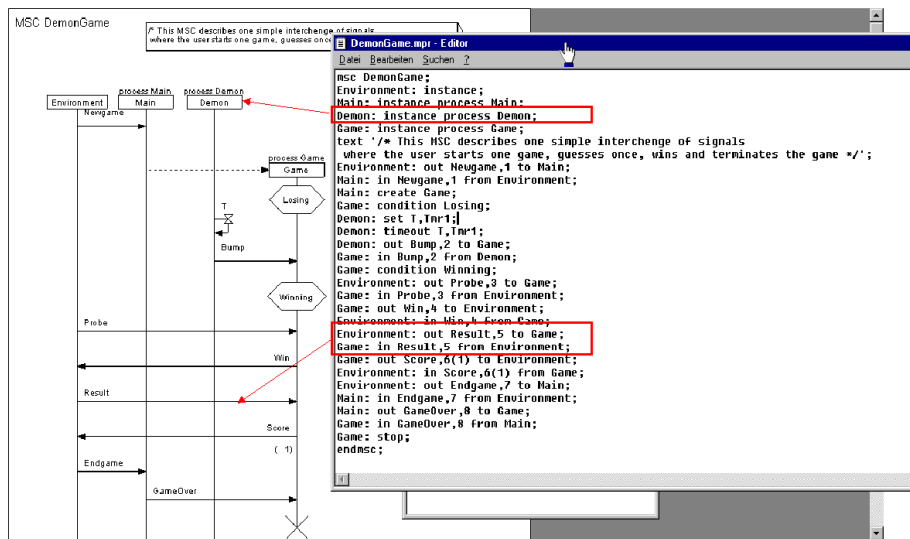 MSC DemonGame
/* This MSC describes one simple interchange of signals
where the user starts one game, guesses once
process Main
process Demon
Environment
Main
Demon
Newgame
process Game
Game
Losing
T
Bump
Winning
Probe
Win
Result
Score
( 1)
Endgame
GameOver
DemonGame.mpr - Editor
Datei Bearbeiten Suchen ?
msc DemonGame;
Environment: instance;
Main: instance process Main;
Demon: instance process Demon;
Game: instance process Game;
text '/* This MSC describes one simple interchenge of signals
where the user starts one game, guesses once, wins and terminates the game */';
Environment: out Newgame,1 to Main;
Main: in Newgame,1 from Environment;
Main: create Game;
Game: condition Losing;
Demon: set T,Tmr1;
Demon: timeout T,Tmr1;
Demon: out Bump,2 to Game;
Game: in Bump,2 from Demon;
Game: condition Winning;
Environment: out Probe,3 to Game;
Game: in Probe,3 from Environment;
Game: out Win,4 to Environment;
Environment: in Win,4 from Game;
Environment: out Result,5 to Game;
Game: in Result,5 from Environment;
Game: out Score,6(1) to Environment;
Environment: in Score,6(1) from Game;
Environment: out Endgame,7 to Main;
Main: in Endgame,7 from Environment;
Main: out GameOver,8 to Game;
Game: in GameOver,8 from Main;
Game: stop;
endmsc;